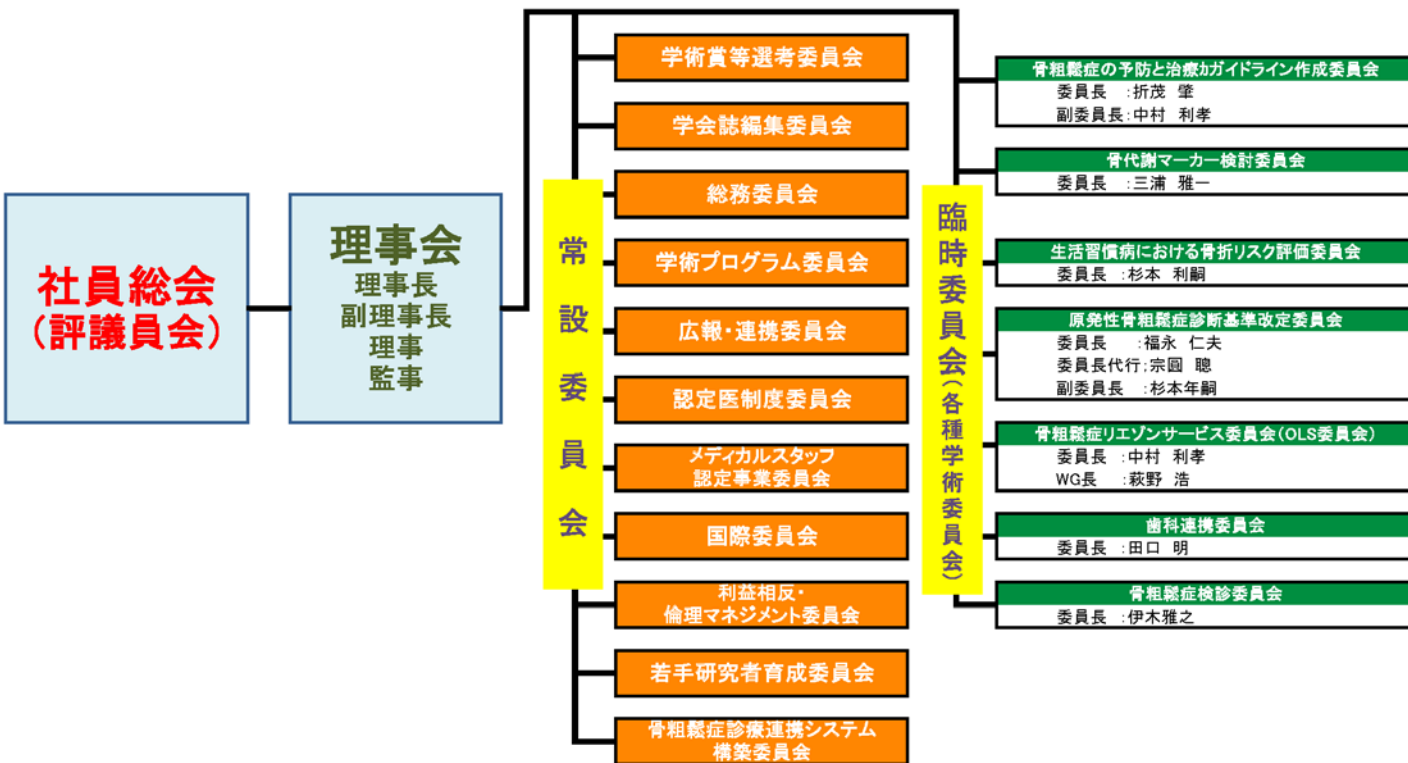 社員総会
(評議員会)
理事会
理事長
副理事長
理事
監事
常設委員会
学術賞等選考委員会
学会誌編集委員会
総務委員会
学術プログラム委員会
広報・連携委員会
認定医制度委員会
メディカルスタッフ
認定事業委員会
国際委員会
利益相反・
倫理マネジメント委員会
若手研究者育成委員会
骨粗鬆症診療連携システム
構築委員会
臨時委員会(各種学術委員会)
骨粗鬆症の予防と治療ガイドライン作成委員会
委員長 :折茂 肇
副委員長:中村 利孝
骨代謝マーカー検討委員会
委員長 :三浦 雅一
生活習慣病における骨折リスク評価委員会
委員長 :杉本 利嗣
原発性骨粗鬆症診断基準改定委員会
委員長 :福永 仁夫
委員長代行:宗圓 聰
副委員長 :杉本年嗣
骨粗鬆症リエゾンサービス委員会(OLS委員会)
委員長 :中村 利孝
WG長 :萩野 浩
歯科連携委員会
委員長 :田口 明
骨粗鬆症検診委員会
委員長 :伊木雅之